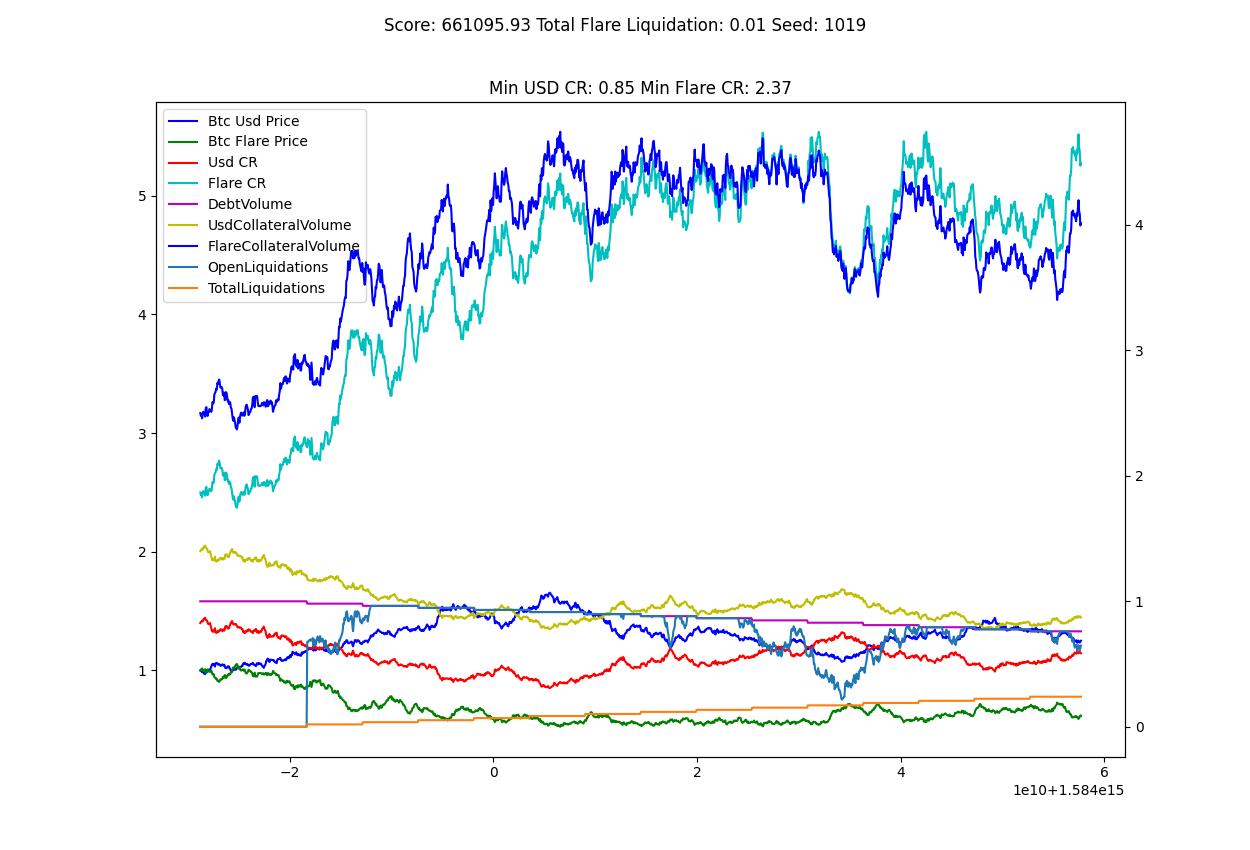 Score: 661095.93 Total Flare Liquidation: 0.01 Seed: 1019
Min USD CR: 0.85 Min Flare CR: 2.37
Btc Usd Price
Btc Flare Price
Usd CR
Flare CR
DebtVolume
UsdCollateralVolume
FlareCollateralVolume
OpenLiquidations
TotalLiquidations
5
4
3
2
1
4
3
2
1
0
−2
0
2
4
6
1e10+1.584e15